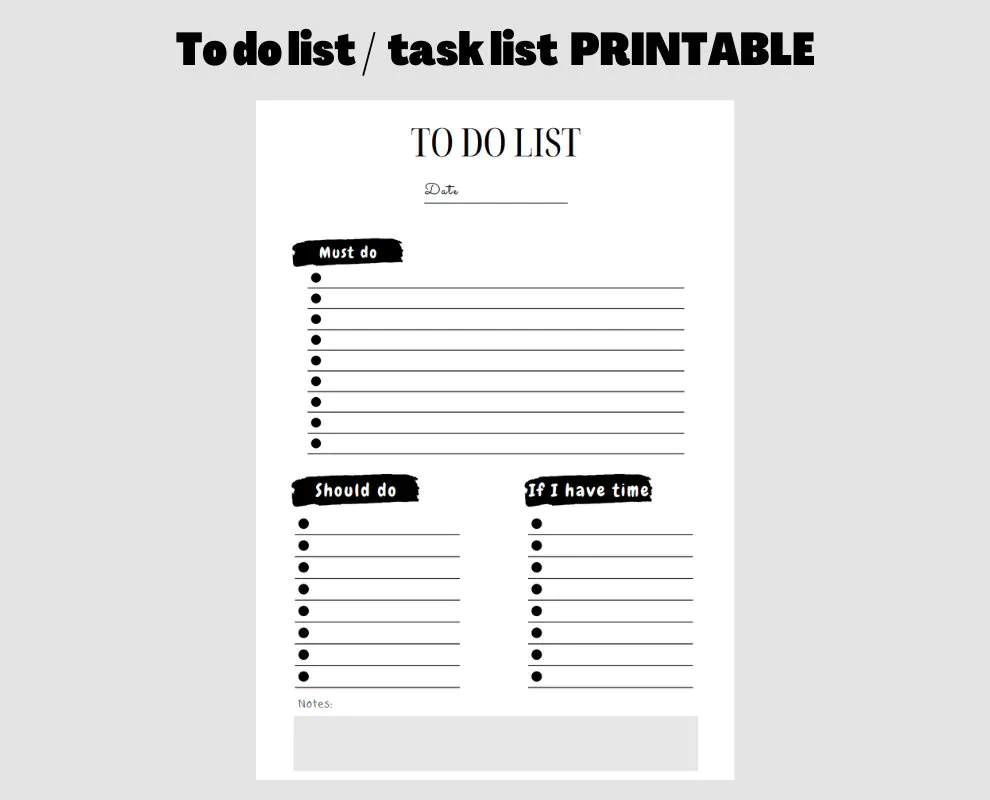 To do list / task list PRINTABLE
TO DO LIST
Date
Must do
Should do
If I have time
Notes: